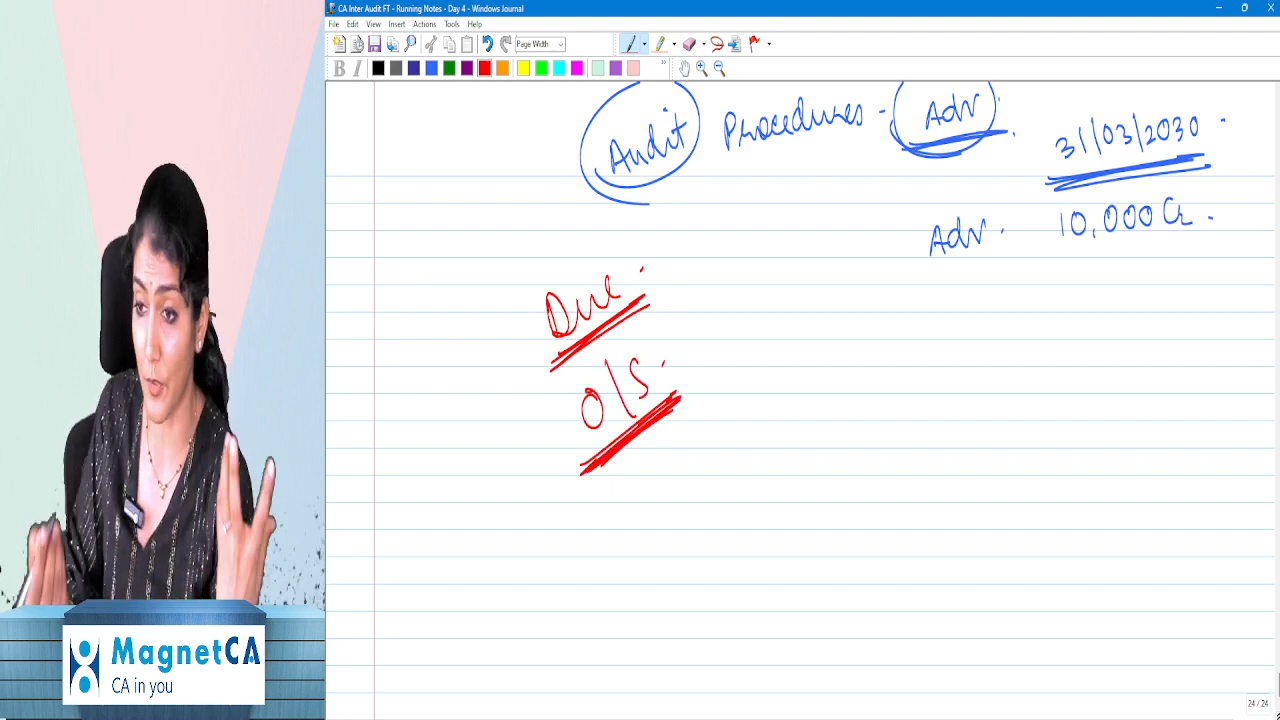 CA Inter Audit FT - Running Notes - Day 4 - Windows Journal
File Edit View Insert Actions Tools Help
Page Width
B I
Audit Procedures - Adv.
31/03/2030.
Adv. 10,000 Cr.
Due.
O/S.
MagnetCA
CA in you
24 / 24